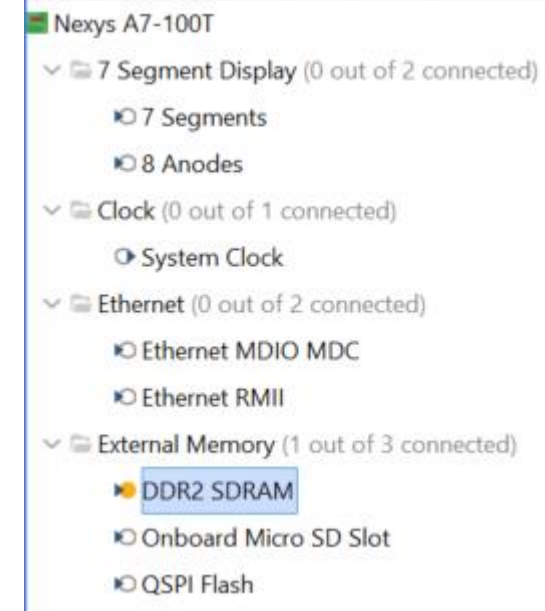 Nexys A7-100T
7 Segment Display (0 out of 2 connected)
7 Segments
8 Anodes
Clock (0 out of 1 connected)
System Clock
Ethernet (0 out of 2 connected)
Ethernet MDIO MDC
Ethernet RMII
External Memory (1 out of 3 connected)
DDR2 SDRAM
Onboard Micro SD Slot
QSPI Flash